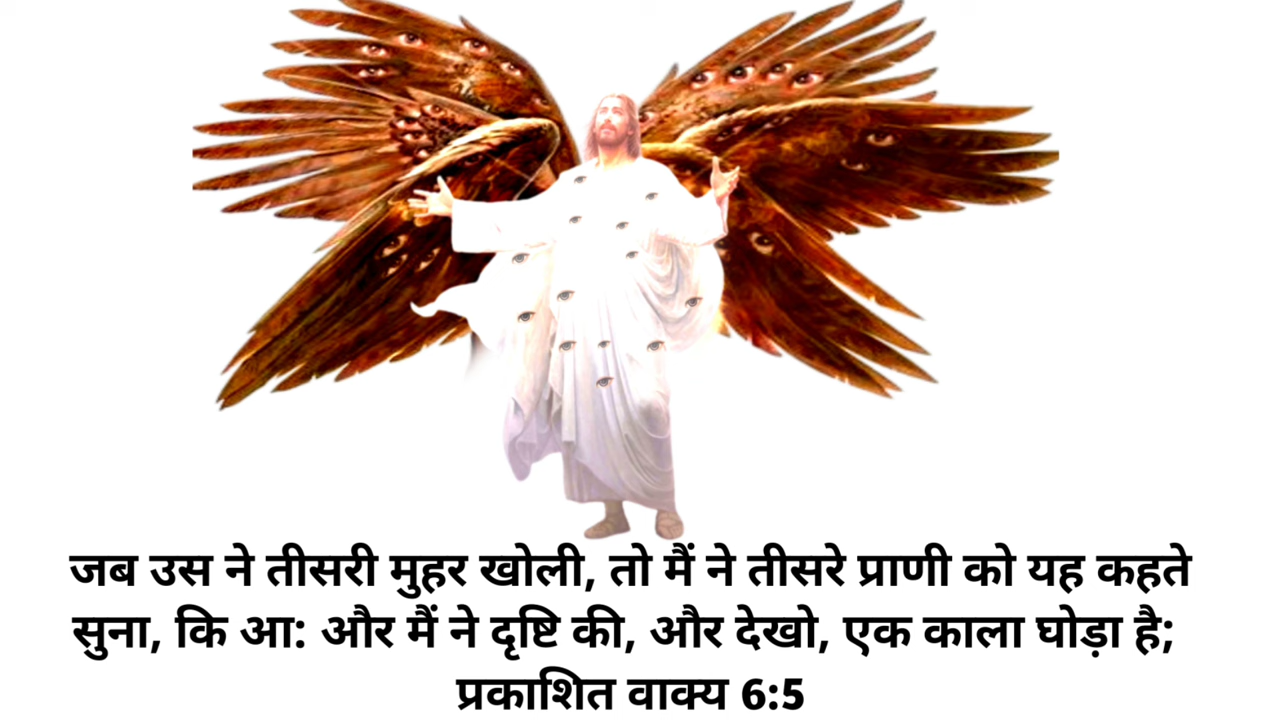 जब उस ने तीसरी मुहर खोली, तो मैं ने तीसरे प्राणी को यह कहते
सुना, कि आ: और मैं ने दृष्टि की, और देखो, एक काला घोड़ा है;
प्रकाशित वाक्य 6:5